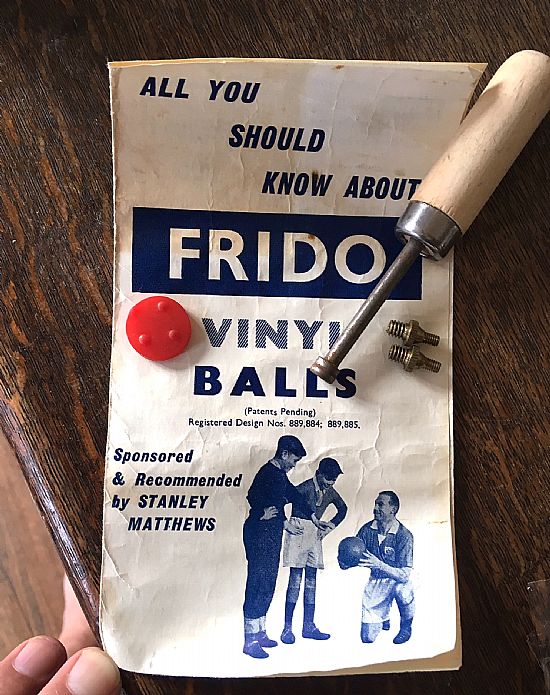 ALL YOU
SHOULD
KNOW ABOUT
FRIDO
VINYL
BALLS
(Patents Pending)
Registered Design Nos. 889,884; 889,885.
Sponsored
& Recommended
by STANLEY
MATTHEWS